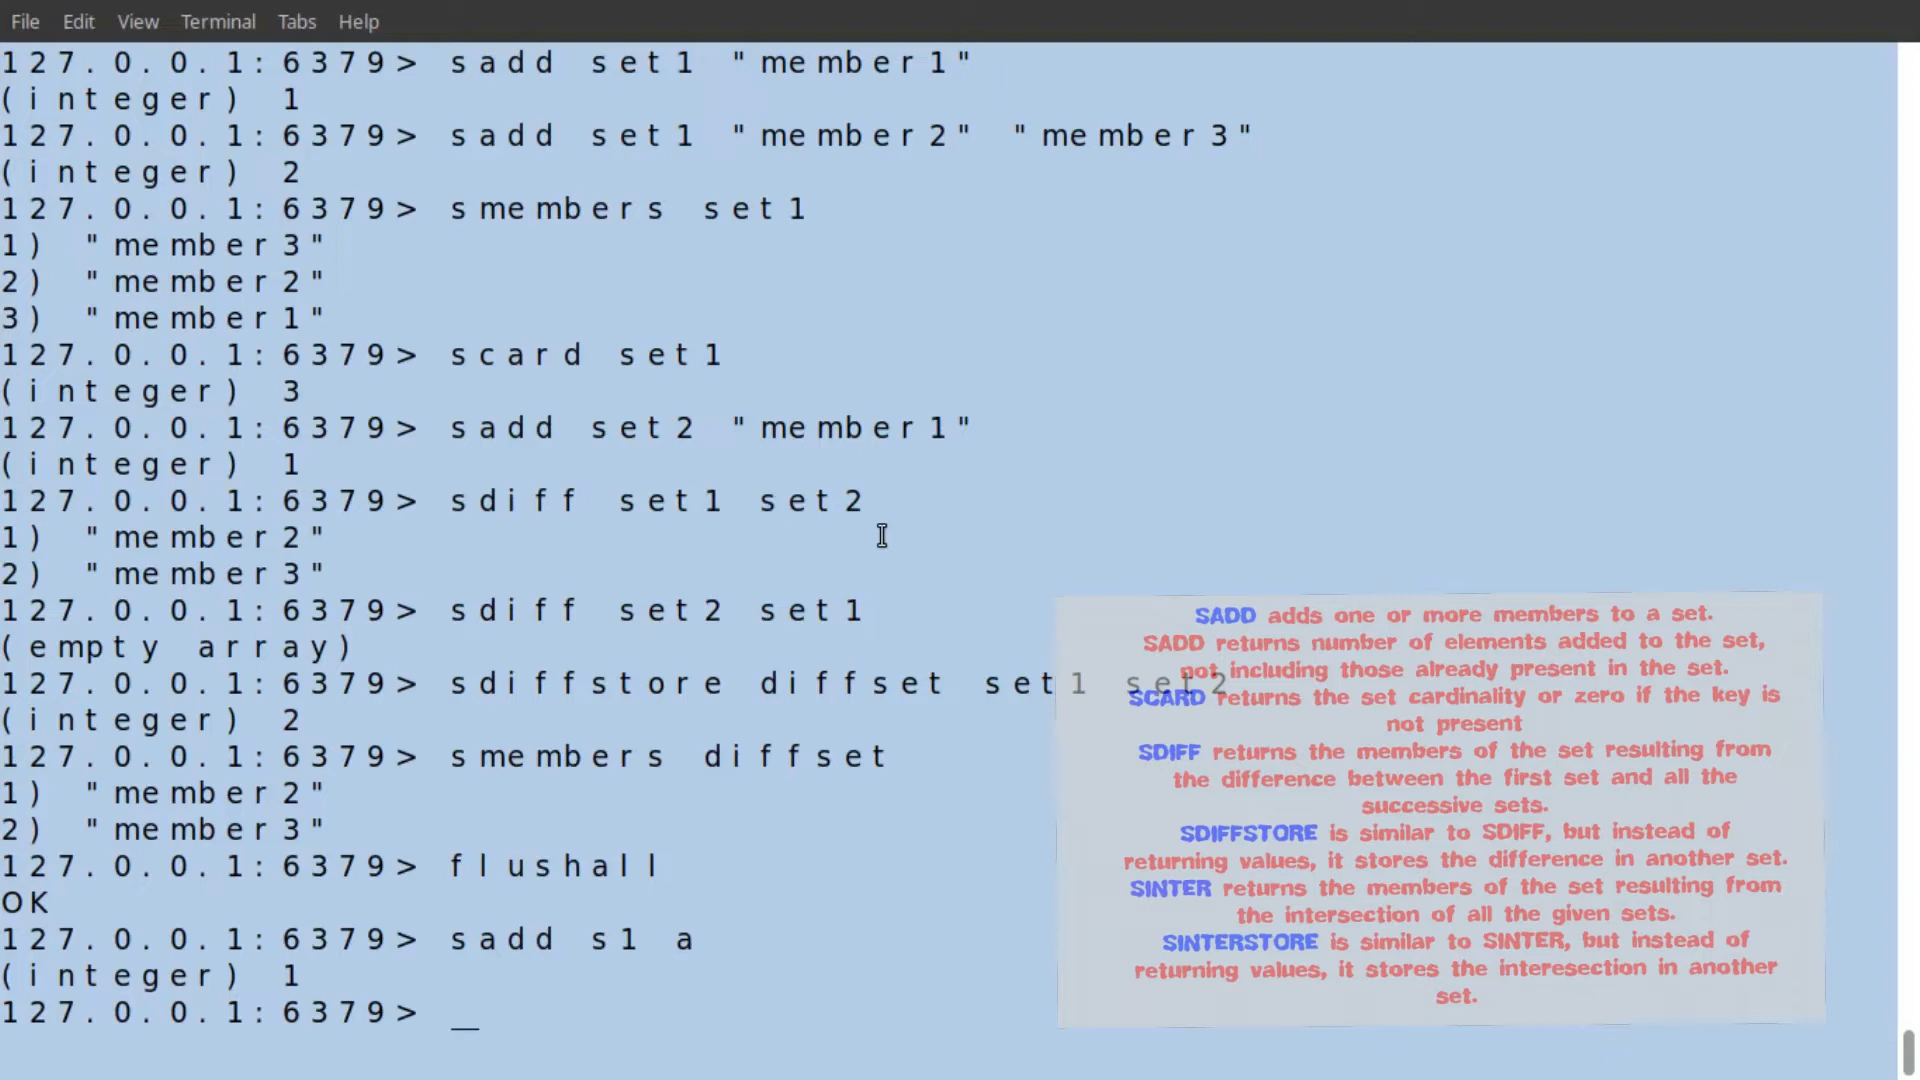 File Edit View Terminal Tabs Help
127.0.0.1:6379> sadd set1 "member1"
(integer) 1
127.0.0.1:6379> sadd set1 "member2" "member3"
(integer) 2
127.0.0.1:6379> smembers set1
1) "member3"
2) "member2"
3) "member1"
127.0.0.1:6379> scard set1
(integer) 3
127.0.0.1:6379> sadd set2 "member1"
(integer) 1
127.0.0.1:6379> sdiff set1 set2
1) "member2"
2) "member3"
127.0.0.1:6379> sdiff set2 set1
(empty array)
127.0.0.1:6379> sdiffstore diffset set1 set2
(integer) 2
127.0.0.1:6379> smembers diffset
1) "member2"
2) "member3"
127.0.0.1:6379> flushall
OK
127.0.0.1:6379> sadd s1 a
(integer) 1
127.0.0.1:6379> _
SADD adds one or more members to a set.
SADD returns number of elements added to the set,
not including those already present in the set.
SCARD returns the set cardinality or zero if the key is
not present
SDIFF returns the members of the set resulting from
the difference between the first set and all the
successive sets.
SDIFFSTORE is similar to SDIFF, but instead of
returning values, it stores the difference in another set.
SINTER returns the members of the set resulting from
the intersection of all the given sets.
SINTERSTORE is similar to SINTER, but instead of
returning values, it stores the interesection in another
set.